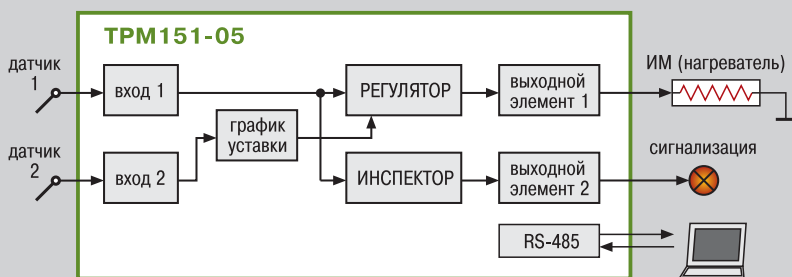 ТРМ151-05
датчик
1
вход 1
РЕГУЛЯТОР
выходной
элемент 1
ИМ (нагреватель)
график
уставки
датчик
2
вход 2
ИНСПЕКТОР
выходной
элемент 2
сигнализация
RS-485